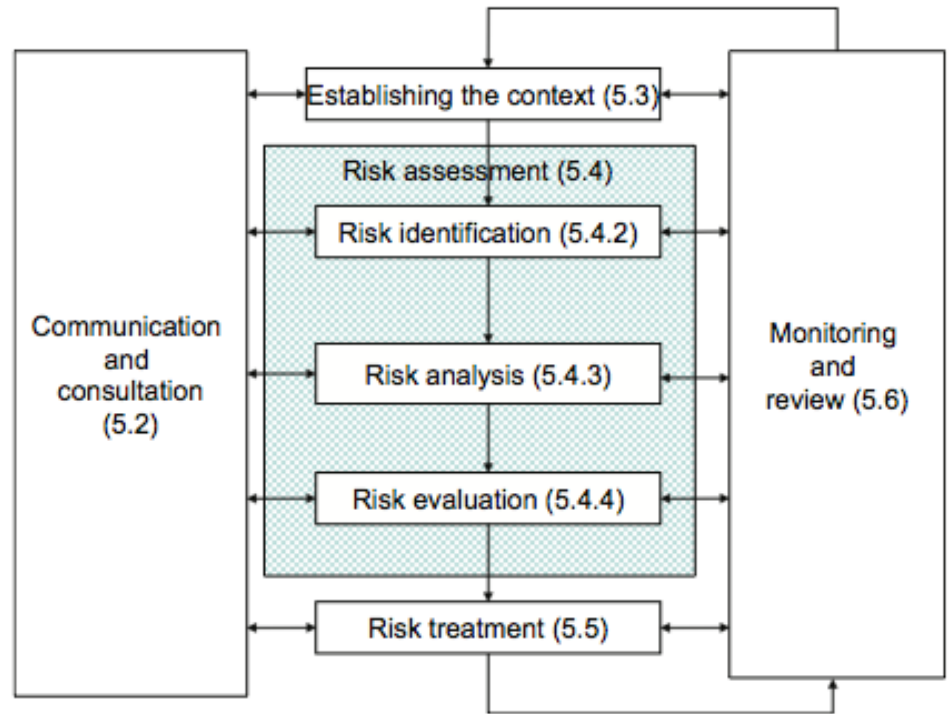 Establishing the context (5.3)
Risk assessment (5.4)
Risk identification (5.4.2)
Communication
and
consultation
(5.2)
Risk analysis (5.4.3)
Monitoring
and
review (5.6)
Risk evaluation (5.4.4)
Risk treatment (5.5)